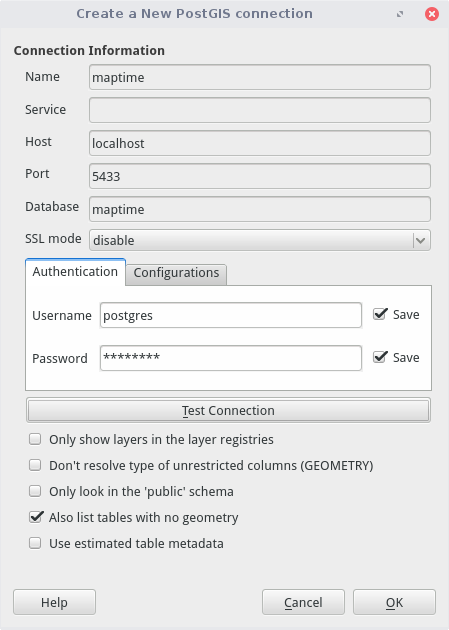 Create a New PostGIS connection
Connection Information
Name maptime
Service
Host localhost
Port 5433
Database maptime
SSL mode disable
Authentication Configurations
Username postgres Save
Password ******** Save
Test Connection
Only show layers in the layer registries
Don't resolve type of unrestricted columns (GEOMETRY)
Only look in the 'public' schema
Also list tables with no geometry
Use estimated table metadata
Help Cancel OK